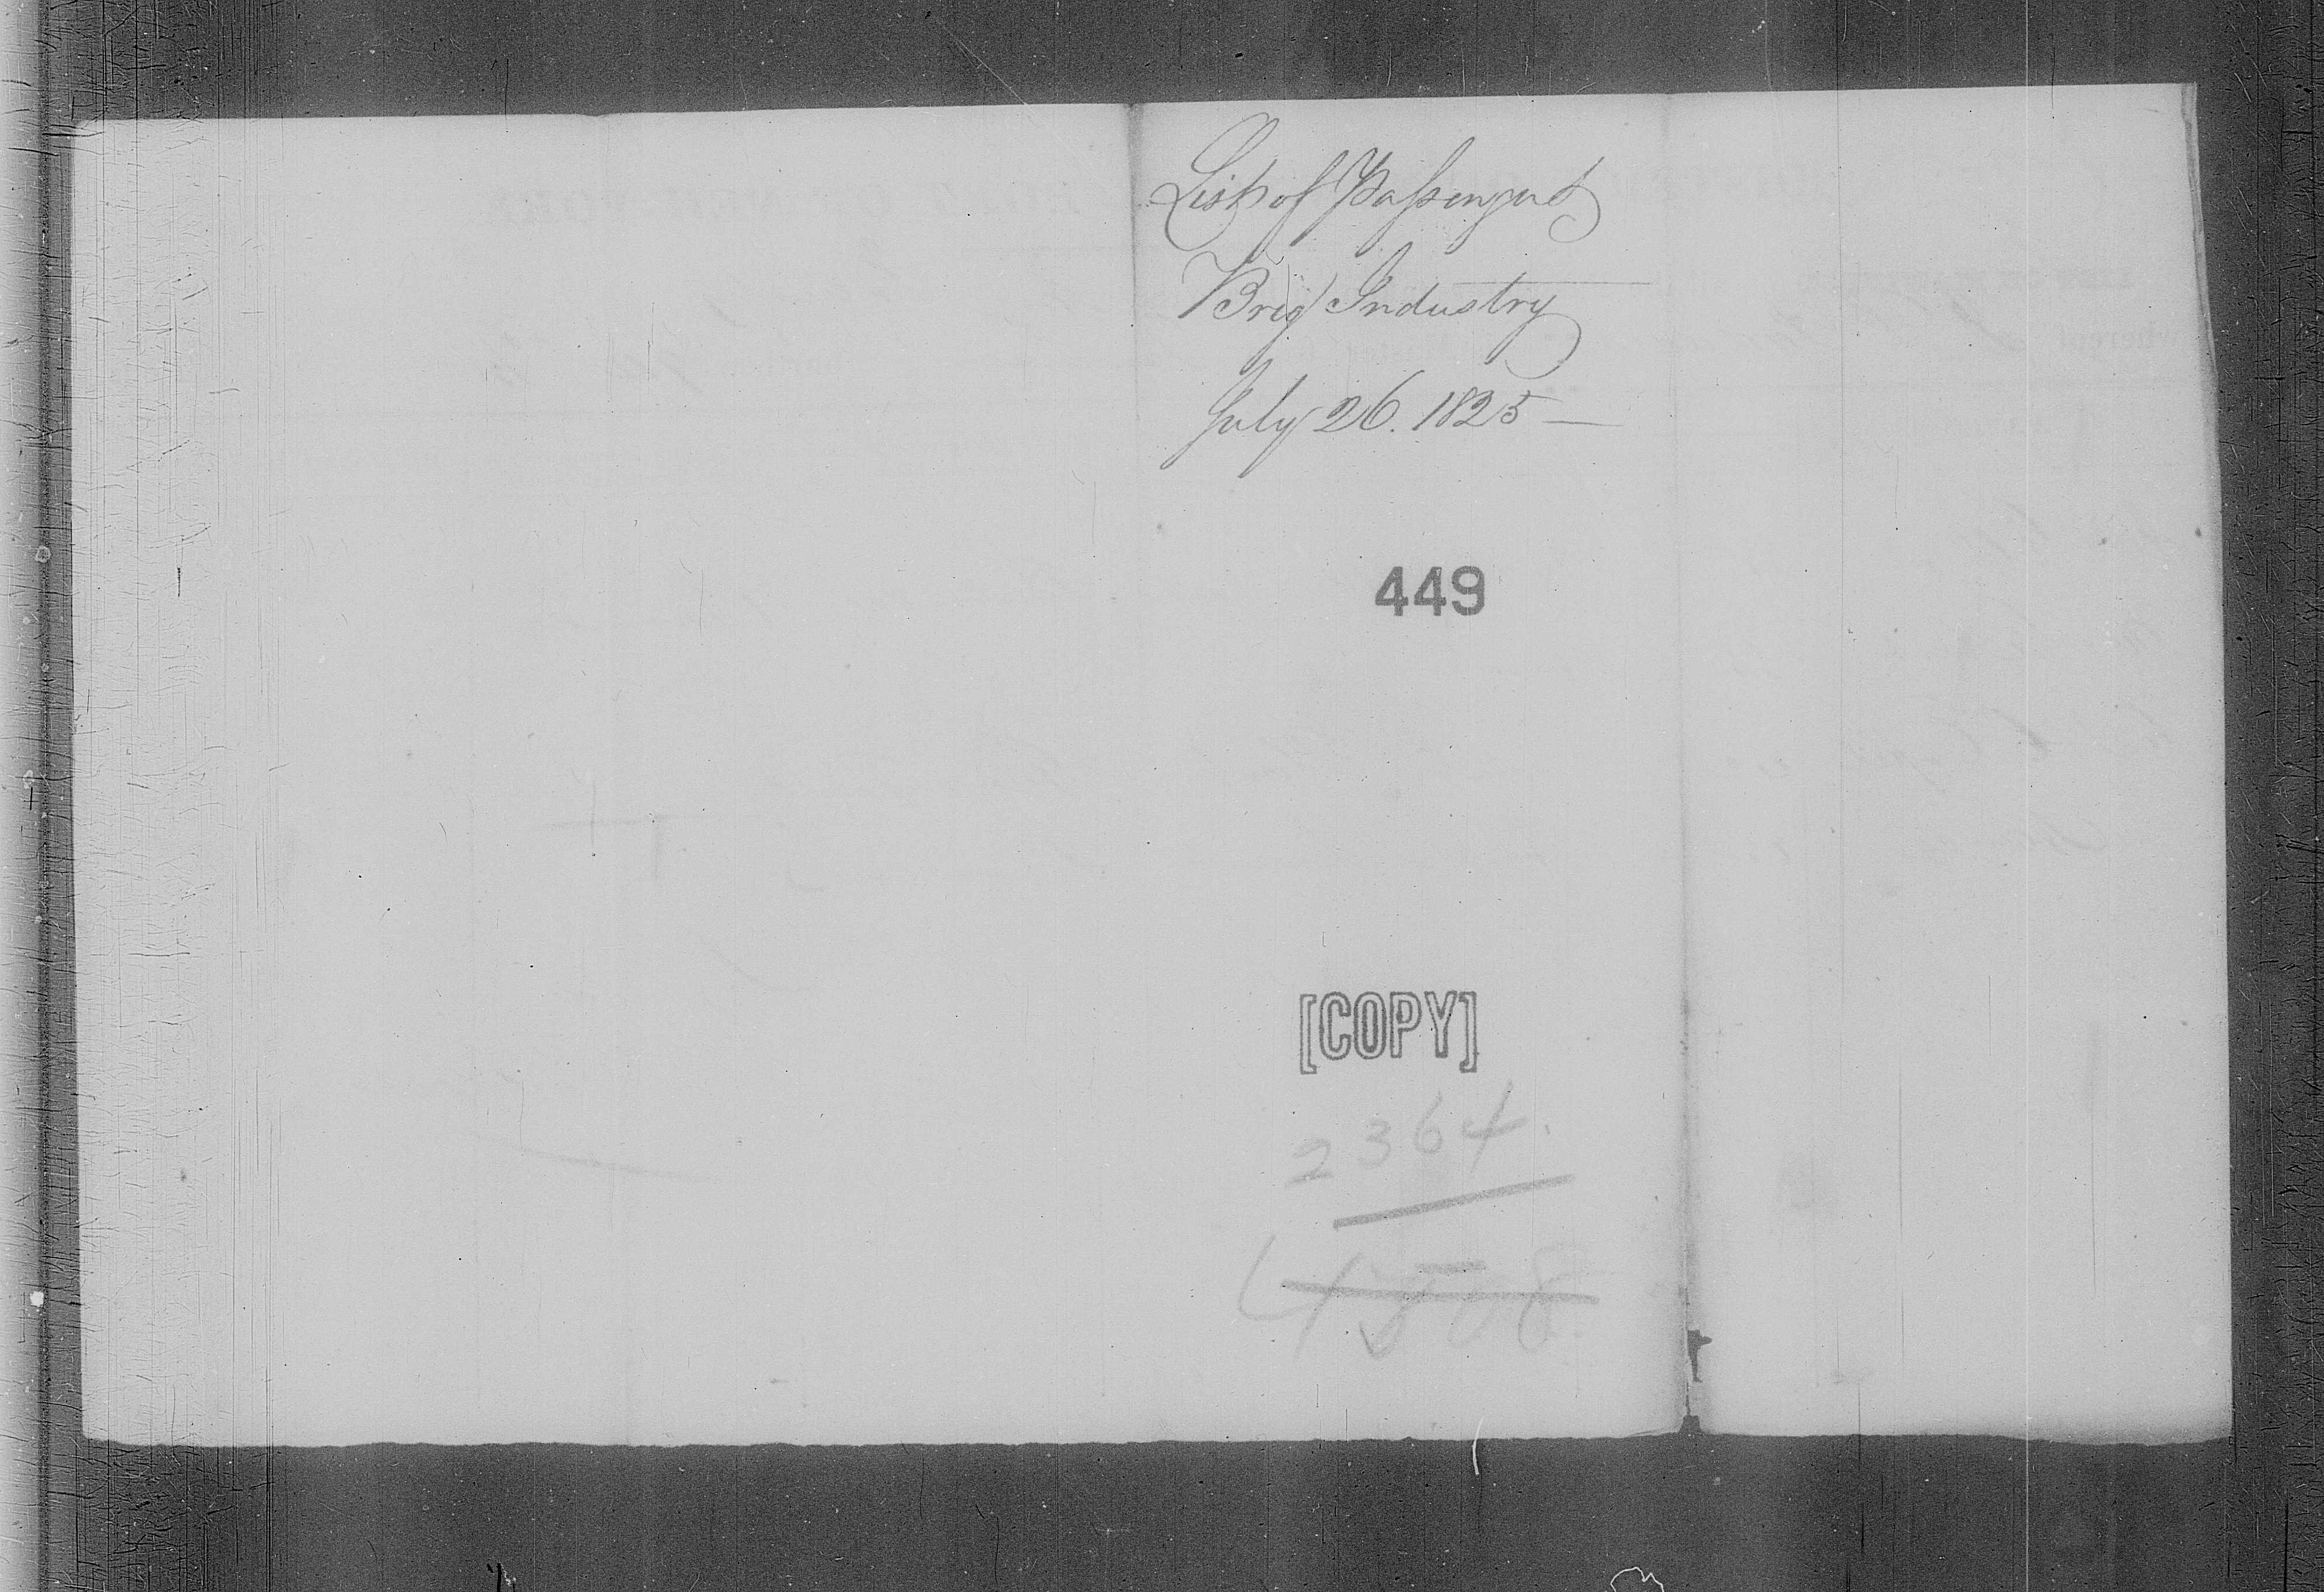 List of Passengers
Brig Industry
July 26. 1825 —
449
[COPY]
2364.